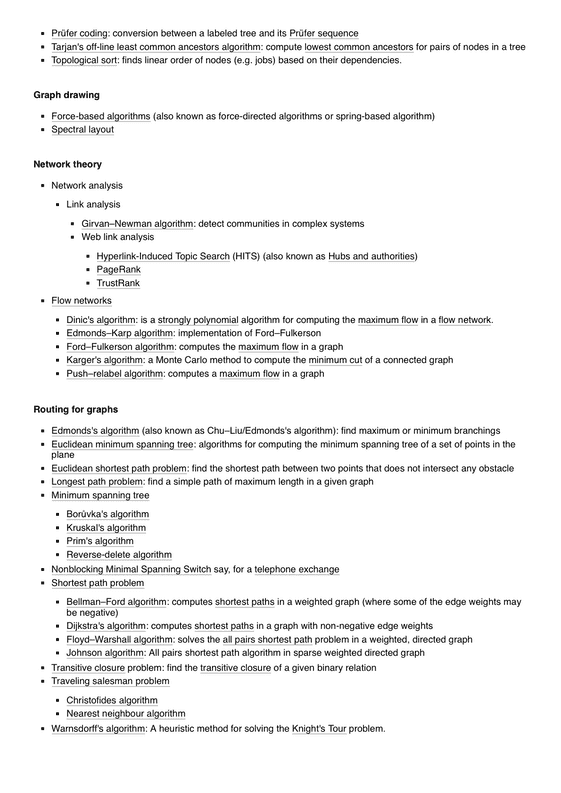 Prüfer coding: conversion between a labeled tree and its Prüfer sequence
Tarjan's off-line least common ancestors algorithm: compute lowest common ancestors for pairs of nodes in a tree
Topological sort: finds linear order of nodes (e.g. jobs) based on their dependencies.
Graph drawing
Force-based algorithms (also known as force-directed algorithms or spring-based algorithm)
Spectral layout
Network theory
Network analysis
Link analysis
Girvan–Newman algorithm: detect communities in complex systems
Web link analysis
Hyperlink-Induced Topic Search (HITS) (also known as Hubs and authorities)
PageRank
TrustRank
Flow networks
Dinic's algorithm: is a strongly polynomial algorithm for computing the maximum flow in a flow network.
Edmonds–Karp algorithm: implementation of Ford–Fulkerson
Ford–Fulkerson algorithm: computes the maximum flow in a graph
Karger's algorithm: a Monte Carlo method to compute the minimum cut of a connected graph
Push–relabel algorithm: computes a maximum flow in a graph
Routing for graphs
Edmonds's algorithm (also known as Chu–Liu/Edmonds's algorithm): find maximum or minimum branchings
Euclidean minimum spanning tree: algorithms for computing the minimum spanning tree of a set of points in the
plane
Euclidean shortest path problem: find the shortest path between two points that does not intersect any obstacle
Longest path problem: find a simple path of maximum length in a given graph
Minimum spanning tree
Borůvka's algorithm
Kruskal's algorithm
Prim's algorithm
Reverse-delete algorithm
Nonblocking Minimal Spanning Switch say, for a telephone exchange
Shortest path problem
Bellman–Ford algorithm: computes shortest paths in a weighted graph (where some of the edge weights may
be negative)
Dijkstra's algorithm: computes shortest paths in a graph with non-negative edge weights
Floyd–Warshall algorithm: solves the all pairs shortest path problem in a weighted, directed graph
Johnson algorithm: All pairs shortest path algorithm in sparse weighted directed graph
Transitive closure problem: find the transitive closure of a given binary relation
Traveling salesman problem
Christofides algorithm
Nearest neighbour algorithm
Warnsdorff's algorithm: A heuristic method for solving the Knight's Tour problem.